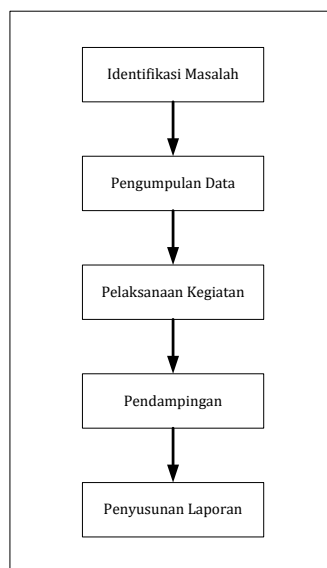 Identifikasi Masalah
Pengumpulan Data
Pelaksanaan Kegiatan
Pendampingan
Penyusunan Laporan